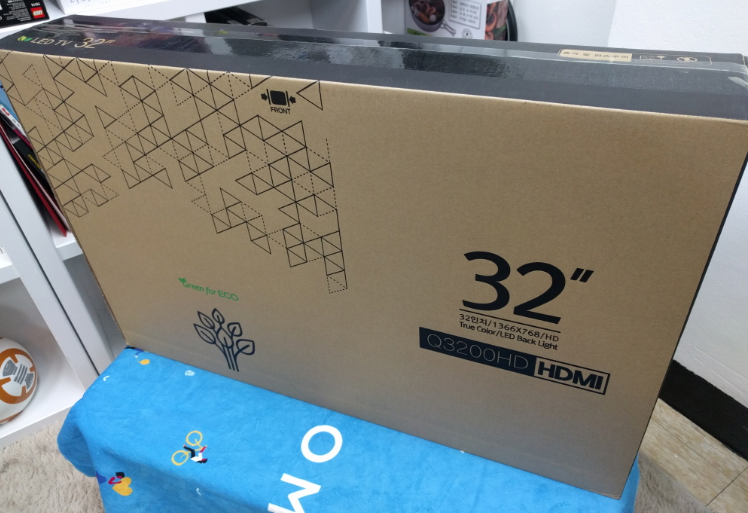 LED TV 32"
FRONT
32"
32인치/1366X768/HD
True Color/LED Back Light
Q3200HD HDMI
Green for ECO
O
M